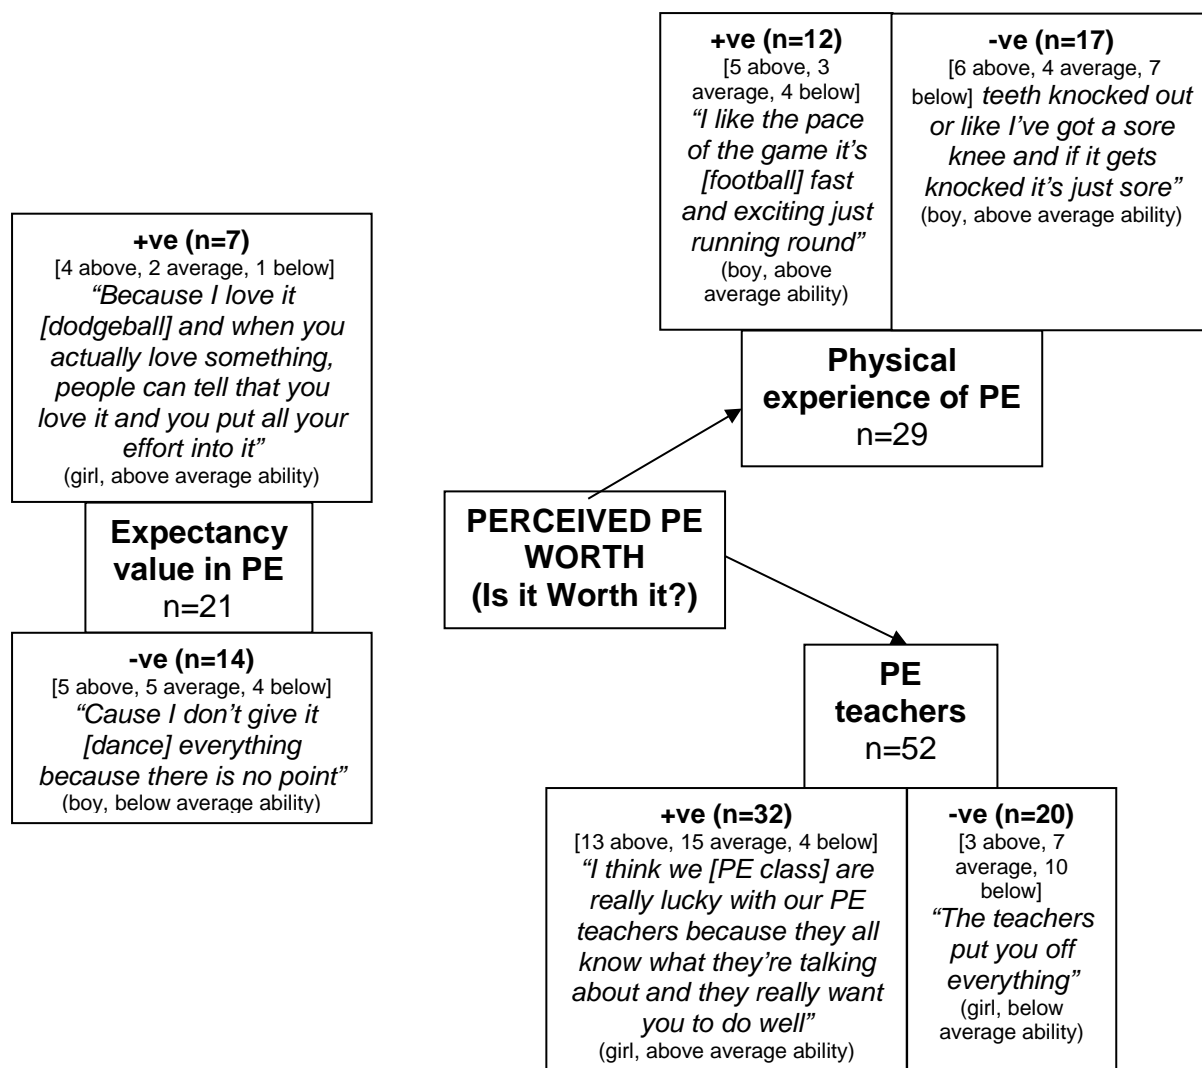 +ve (n=12)
[5 above, 3
average, 4 below]
“I like the pace
of the game it’s
[football] fast
and exciting just
running round”
(boy, above
average ability)
-ve (n=17)
[6 above, 4 average, 7
below] teeth knocked out
or like I’ve got a sore
knee and if it gets
knocked it’s just sore”
(boy, above average ability)
Physical
experience of PE
n=29
+ve (n=7)
[4 above, 2 average, 1 below]
“Because I love it
[dodgeball] and when you
actually love something,
people can tell that you
love it and you put all your
effort into it”
(girl, above average ability)
Expectancy
value in PE
n=21
-ve (n=14)
[5 above, 5 average, 4 below]
“Cause I don’t give it
[dance] everything
because there is no point”
(boy, below average ability)
PERCEIVED PE
WORTH
(Is it Worth it?)
PE
teachers
n=52
+ve (n=32)
[13 above, 15 average, 4 below]
“I think we [PE class] are
really lucky with our PE
teachers because they all
know what they’re talking
about and they really want
you to do well”
(girl, above average ability)
-ve (n=20)
[3 above, 7
average, 10
below]
“The teachers
put you off
everything”
(girl, below
average ability)